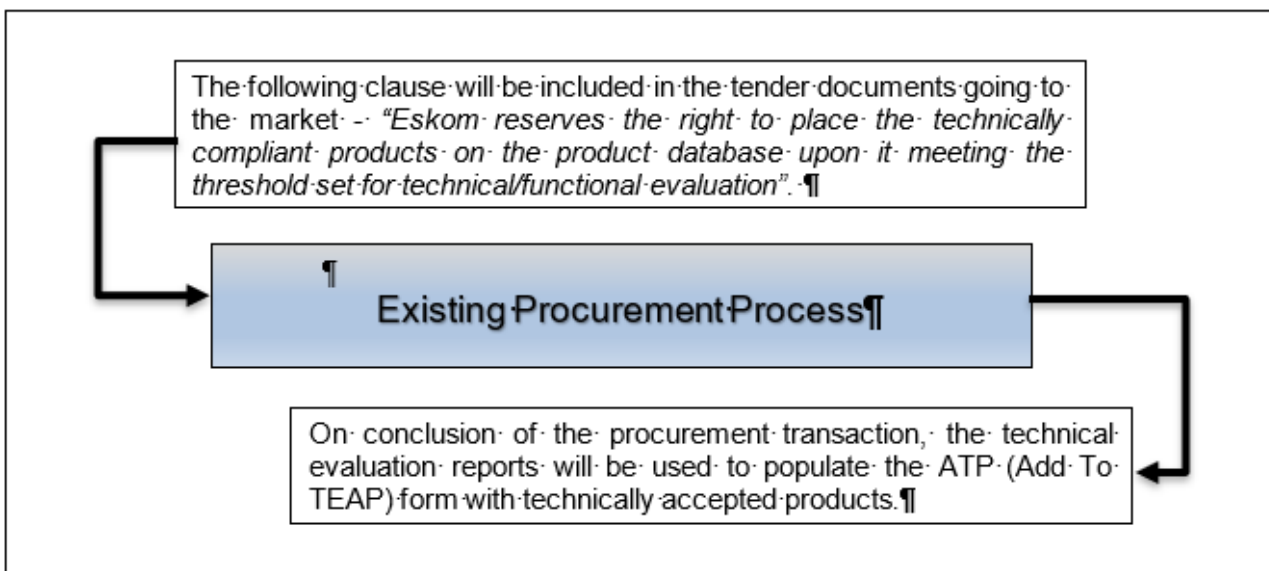 The·following·clause·will·be·included·in·the·tender·documents·going·to·
the· market· -· “Eskom· reserves· the· right· to· place· the· technically·
compliant· products· on· the· product· database· upon· it· meeting· the·
threshold·set·for·technical/functional·evaluation”.·¶
¶
Existing·Procurement·Process¶
On· conclusion· of· the· procurement· transaction,· the· technical·
evaluation· reports· will· be· used· to· populate· the· ATP· (Add· To·
TEAP)·form·with·technically·accepted·products.¶